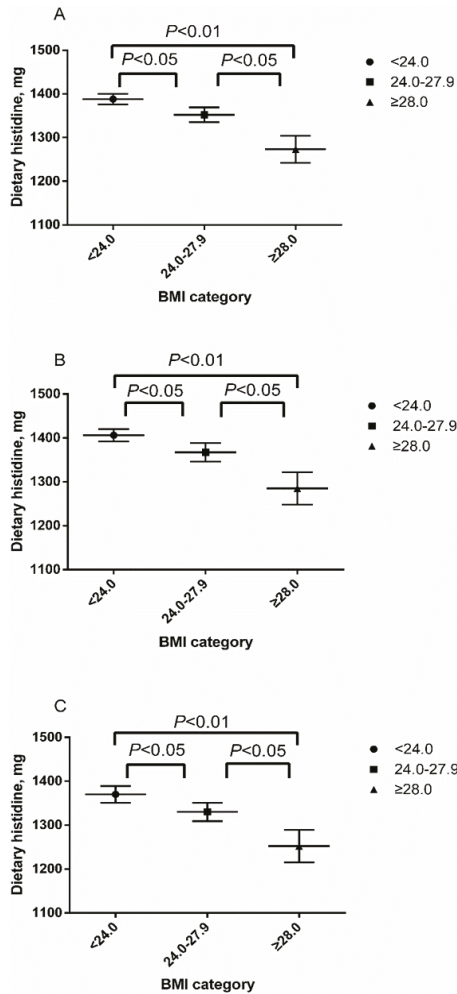 A
P<0.01
P<0.05 P<0.05
Dietary histidine, mg
1500
1400
1300
1200
1100
<24.0
24.0-27.9
≥28.0
BMI category
<24.0
24.0-27.9
≥28.0
B
P<0.01
P<0.05 P<0.05
Dietary histidine, mg
1500
1400
1300
1200
1100
<24.0
24.0-27.9
≥28.0
BMI category
<24.0
24.0-27.9
≥28.0
C
P<0.01
P<0.05 P<0.05
Dietary histidine, mg
1500
1400
1300
1200
1100
<24.0
24.0-27.9
≥28.0
BMI category
<24.0
24.0-27.9
≥28.0